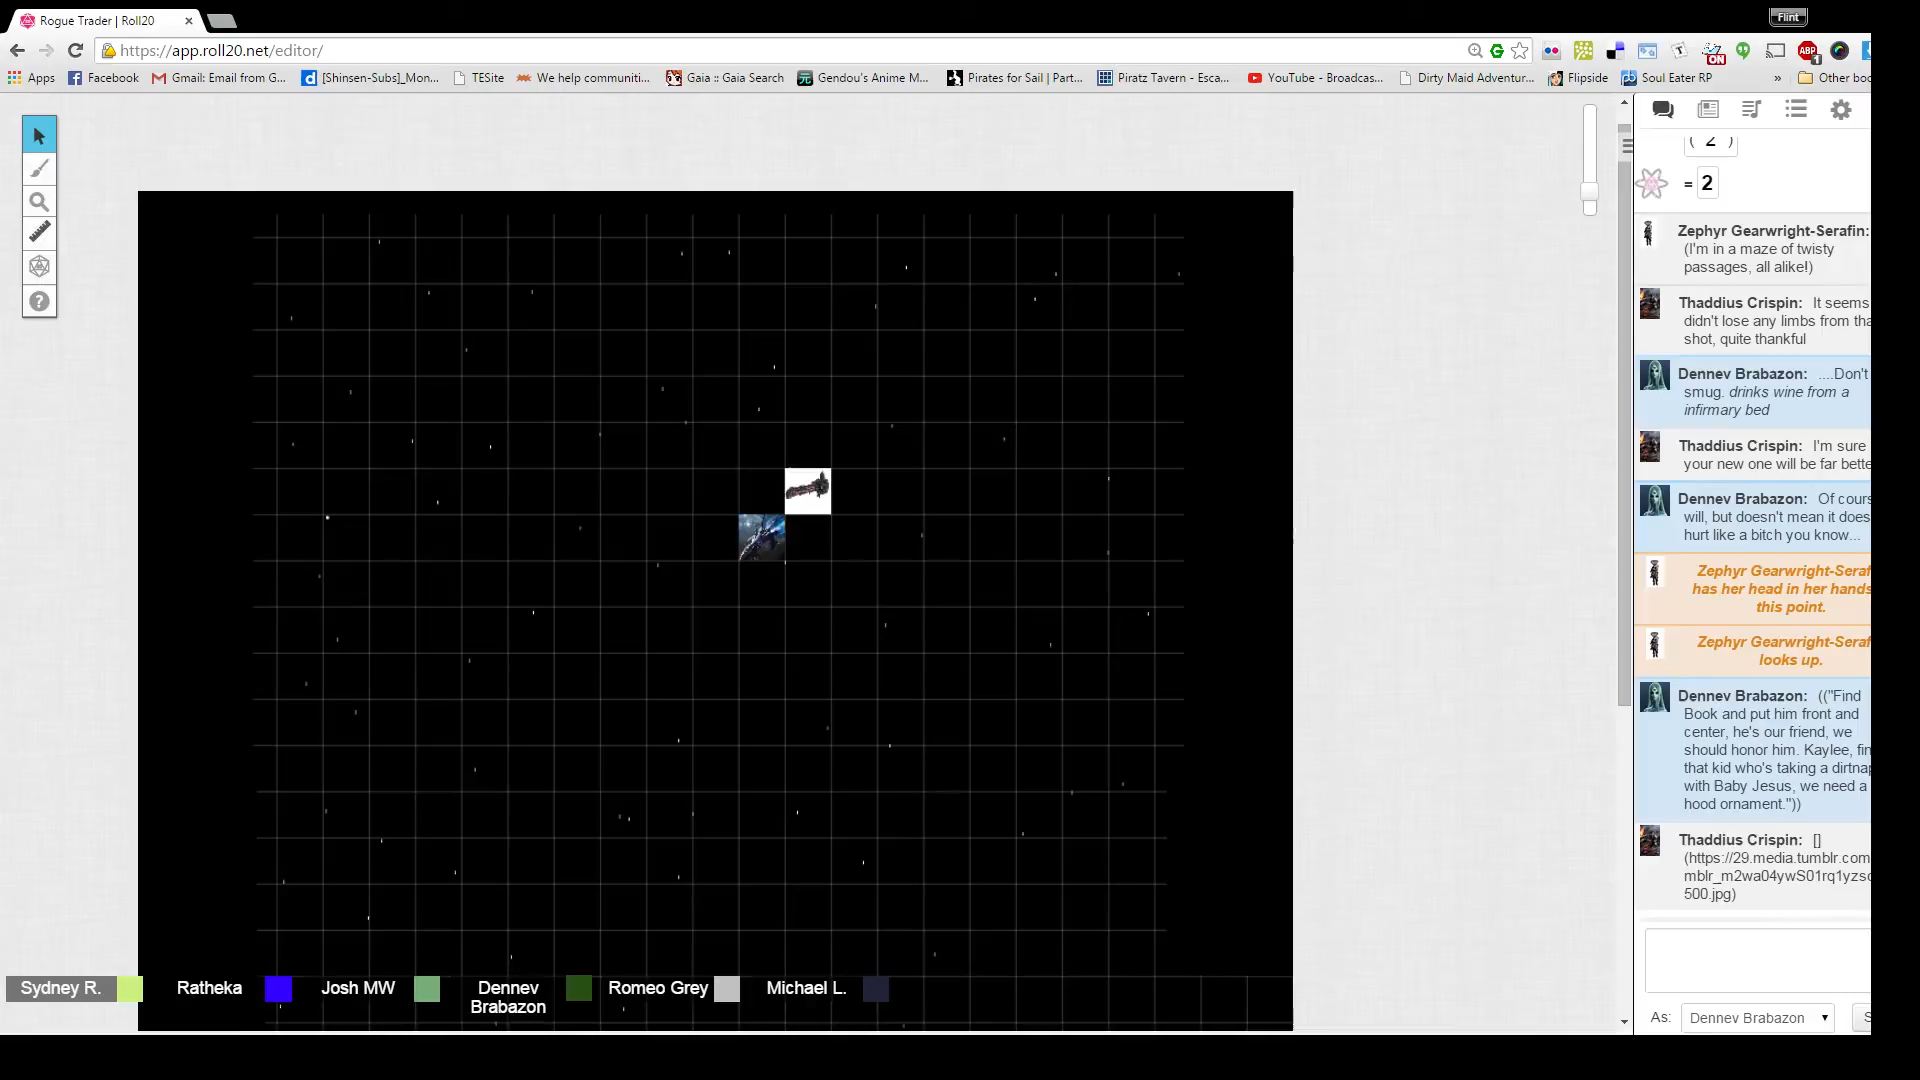 Rogue Trader | Roll20
Flint
https://app.roll20.net/editor/
ABP
1
ON
Apps
Facebook
Gmail: Email from G...
[Shinsen-Subs]_Mon...
TESite
We help communiti...
Gaia :: Gaia Search
Gendou's Anime M...
Pirates for Sail | Part...
Piratz Tavern - Esca...
YouTube - Broadcas...
Dirty Maid Adventur...
Flipside
Soul Eater RP
»
Other boo
( 2 )
= 2
Zephyr Gearwright-Serafin:
(I'm in a maze of twisty
passages, all alike!)
Thaddius Crispin: It seems
didn't lose any limbs from tha
shot, quite thankful
Dennev Brabazon: ....Don't
smug. drinks wine from a
infirmary bed
Thaddius Crispin: I'm sure
your new one will be far bette
Dennev Brabazon: Of cours
will, but doesn't mean it does
hurt like a bitch you know...
Zephyr Gearwright-Seraf
has her head in her hands
this point.
Zephyr Gearwright-Seraf
looks up.
Dennev Brabazon: (("Find
Book and put him front and
center, he's our friend, we
should honor him. Kaylee, fin
that kid who's taking a dirtnap
with Baby Jesus, we need a
hood ornament."))
Thaddius Crispin: []
(https://29.media.tumblr.com
mblr_m2wa04ywS01rq1yzso
500.jpg)
Sydney R.
Ratheka
Josh MW
Dennev
Brabazon
Romeo Grey
Michael L.
As: Dennev Brabazon
S